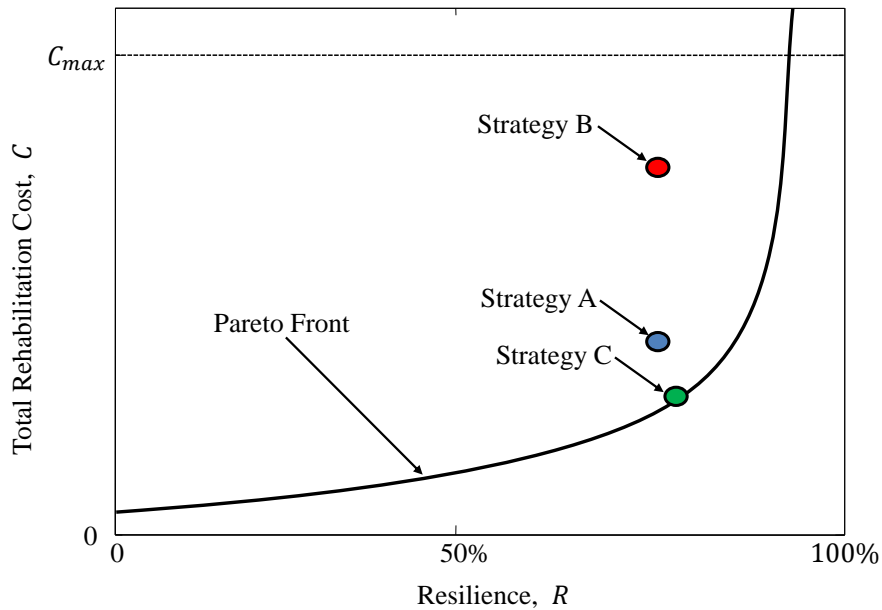 C_max
Strategy B
Strategy A
Pareto Front
Strategy C
Total Rehabilitation Cost, C
0
0
50%
100%
Resilience, R